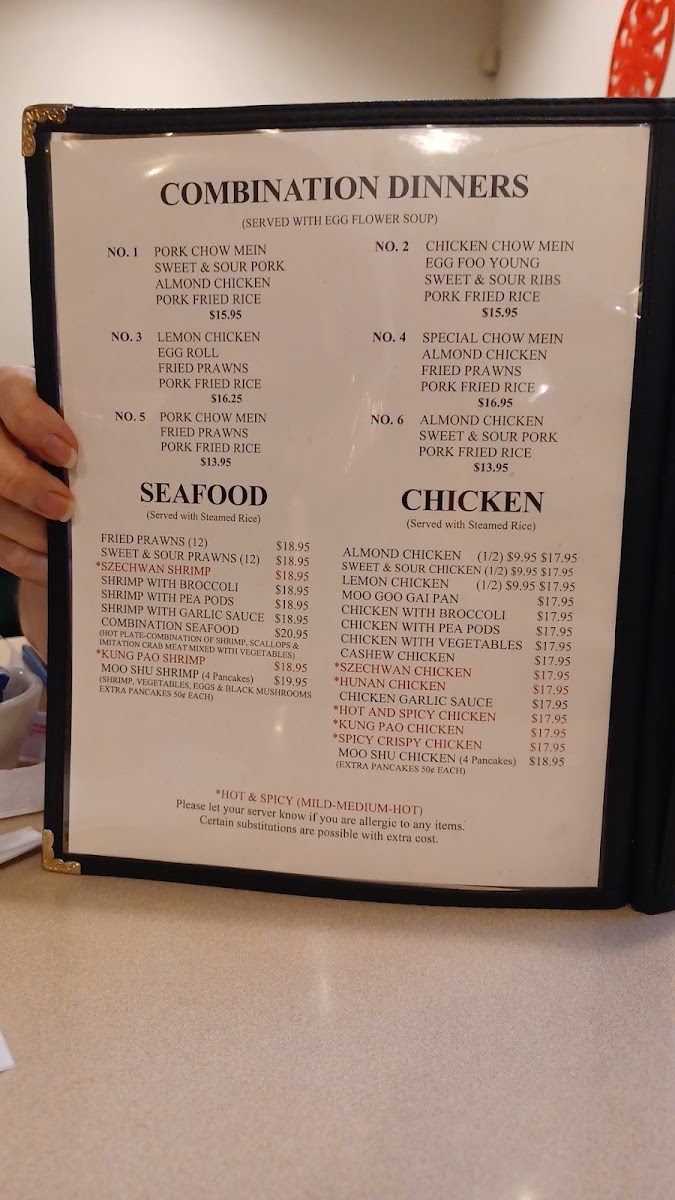 COMBINATION DINNERS
(SERVED WITH EGG FLOWER SOUP)
NO. 1 PORK CHOW MEIN
SWEET & SOUR PORK
ALMOND CHICKEN
PORK FRIED RICE
$15.95
NO. 2 CHICKEN CHOW MEIN
EGG FOO YOUNG
SWEET & SOUR RIBS
PORK FRIED RICE
$15.95
NO. 3 LEMON CHICKEN
EGG ROLL
FRIED PRAWNS
PORK FRIED RICE
$16.25
NO. 4 SPECIAL CHOW MEIN
ALMOND CHICKEN
FRIED PRAWNS
PORK FRIED RICE
$16.95
NO. 5 PORK CHOW MEIN
FRIED PRAWNS
PORK FRIED RICE
$13.95
NO. 6 ALMOND CHICKEN
SWEET & SOUR PORK
PORK FRIED RICE
$13.95
SEAFOOD
(Served with Steamed Rice)
FRIED PRAWNS (12) $18.95
SWEET & SOUR PRAWNS (12) $18.95
*SZECHWAN SHRIMP $18.95
SHRIMP WITH BROCCOLI $18.95
SHRIMP WITH PEA PODS $18.95
SHRIMP WITH GARLIC SAUCE $18.95
COMBINATION SEAFOOD $20.95
(HOT PLATE-COMBINATION OF SHRIMP, SCALLOPS &
IMITATION CRAB MEAT MIXED WITH VEGETABLES)
*KUNG PAO SHRIMP $18.95
MOO SHU SHRIMP (4 Pancakes) $19.95
(SHRIMP, VEGETABLES, EGGS & BLACK MUSHROOMS
EXTRA PANCAKES 50¢ EACH)
CHICKEN
(Served with Steamed Rice)
ALMOND CHICKEN (1/2) $9.95 $17.95
SWEET & SOUR CHICKEN (1/2) $9.95 $17.95
LEMON CHICKEN (1/2) $9.95 $17.95
MOO GOO GAI PAN $17.95
CHICKEN WITH BROCCOLI $17.95
CHICKEN WITH PEA PODS $17.95
CHICKEN WITH VEGETABLES $17.95
CASHEW CHICKEN $17.95
*SZECHWAN CHICKEN $17.95
*HUNAN CHICKEN $17.95
CHICKEN GARLIC SAUCE $17.95
*HOT AND SPICY CHICKEN $17.95
*KUNG PAO CHICKEN $17.95
*SPICY CRISPY CHICKEN $17.95
MOO SHU CHICKEN (4 Pancakes) $18.95
(EXTRA PANCAKES 50¢ EACH)
*HOT & SPICY (MILD-MEDIUM-HOT)
Please let your server know if you are allergic to any items.
Certain substitutions are possible with extra cost.